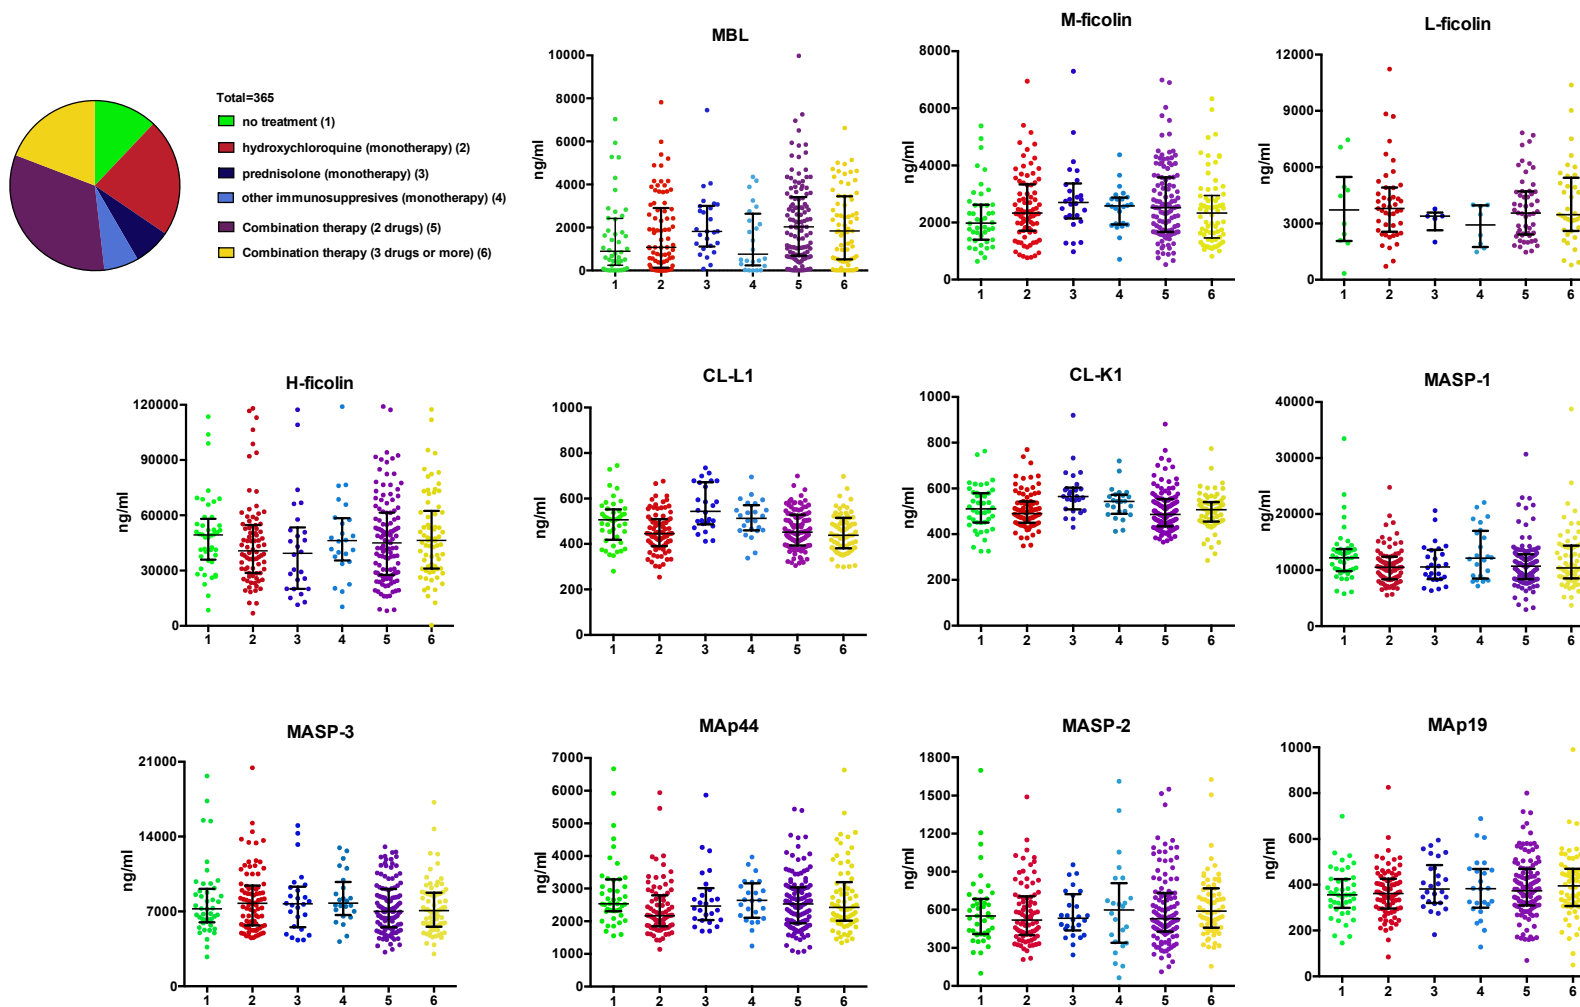 Total=365
no treatment (1)
hydroxychloroquine (monotherapy) (2)
prednisolone (monotherapy) (3)
other immunosuppresives (monotherapy) (4)
Combination therapy (2 drugs) (5)
Combination therapy (3 drugs or more) (6)
MBL
ng/ml
10000
8000
6000
4000
2000
0
1 2 3 4 5 6
M-ficolin
ng/ml
8000
6000
4000
2000
0
1 2 3 4 5 6
L-ficolin
ng/ml
12000
9000
6000
3000
0
1 2 3 4 5 6
H-ficolin
ng/ml
120000
90000
60000
30000
0
1 2 3 4 5 6
CL-L1
ng/ml
1000
800
600
400
200
0
1 2 3 4 5 6
CL-K1
ng/ml
1000
800
600
400
200
0
1 2 3 4 5 6
MASP-1
ng/ml
40000
30000
20000
10000
0
1 2 3 4 5 6
MASP-3
ng/ml
21000
14000
7000
0
1 2 3 4 5 6
MAp44
ng/ml
7000
6000
5000
4000
3000
2000
1000
0
1 2 3 4 5 6
MASP-2
ng/ml
1800
1500
1200
900
600
300
0
1 2 3 4 5 6
MAp19
ng/ml
1000
800
600
400
200
0
1 2 3 4 5 6